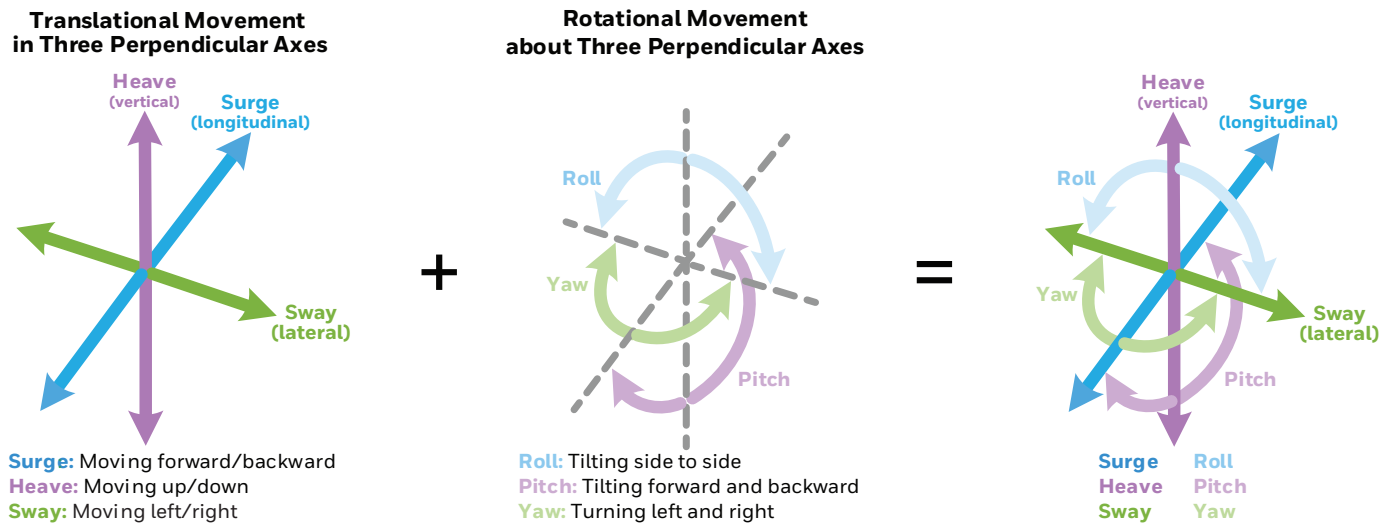 Translational Movement
in Three Perpendicular Axes
Heave
(vertical)
Surge
(longitudinal)
Sway
(lateral)
Surge: Moving forward/backward
Heave: Moving up/down
Sway: Moving left/right
+
Rotational Movement
about Three Perpendicular Axes
Roll
Yaw
Pitch
Roll: Tilting side to side
Pitch: Tilting forward and backward
Yaw: Turning left and right
=
Heave
(vertical)
Surge
(longitudinal)
Roll
Yaw
Sway
(lateral)
Pitch
Surge Roll
Heave Pitch
Sway Yaw